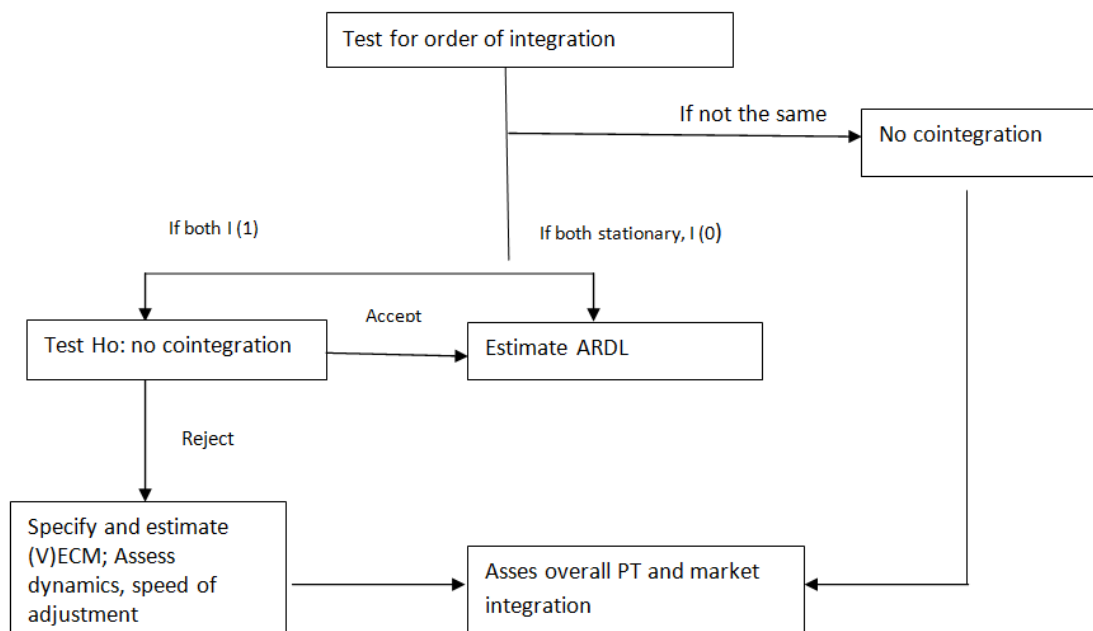 Test for order of integration
If not the same
No cointegration
If both I (1)
If both stationary, I (0)
Accept
Test Ho: no cointegration
Estimate ARDL
Reject
Specify and estimate
(V)ECM; Assess
dynamics, speed of
adjustment
Asses overall PT and market
integration